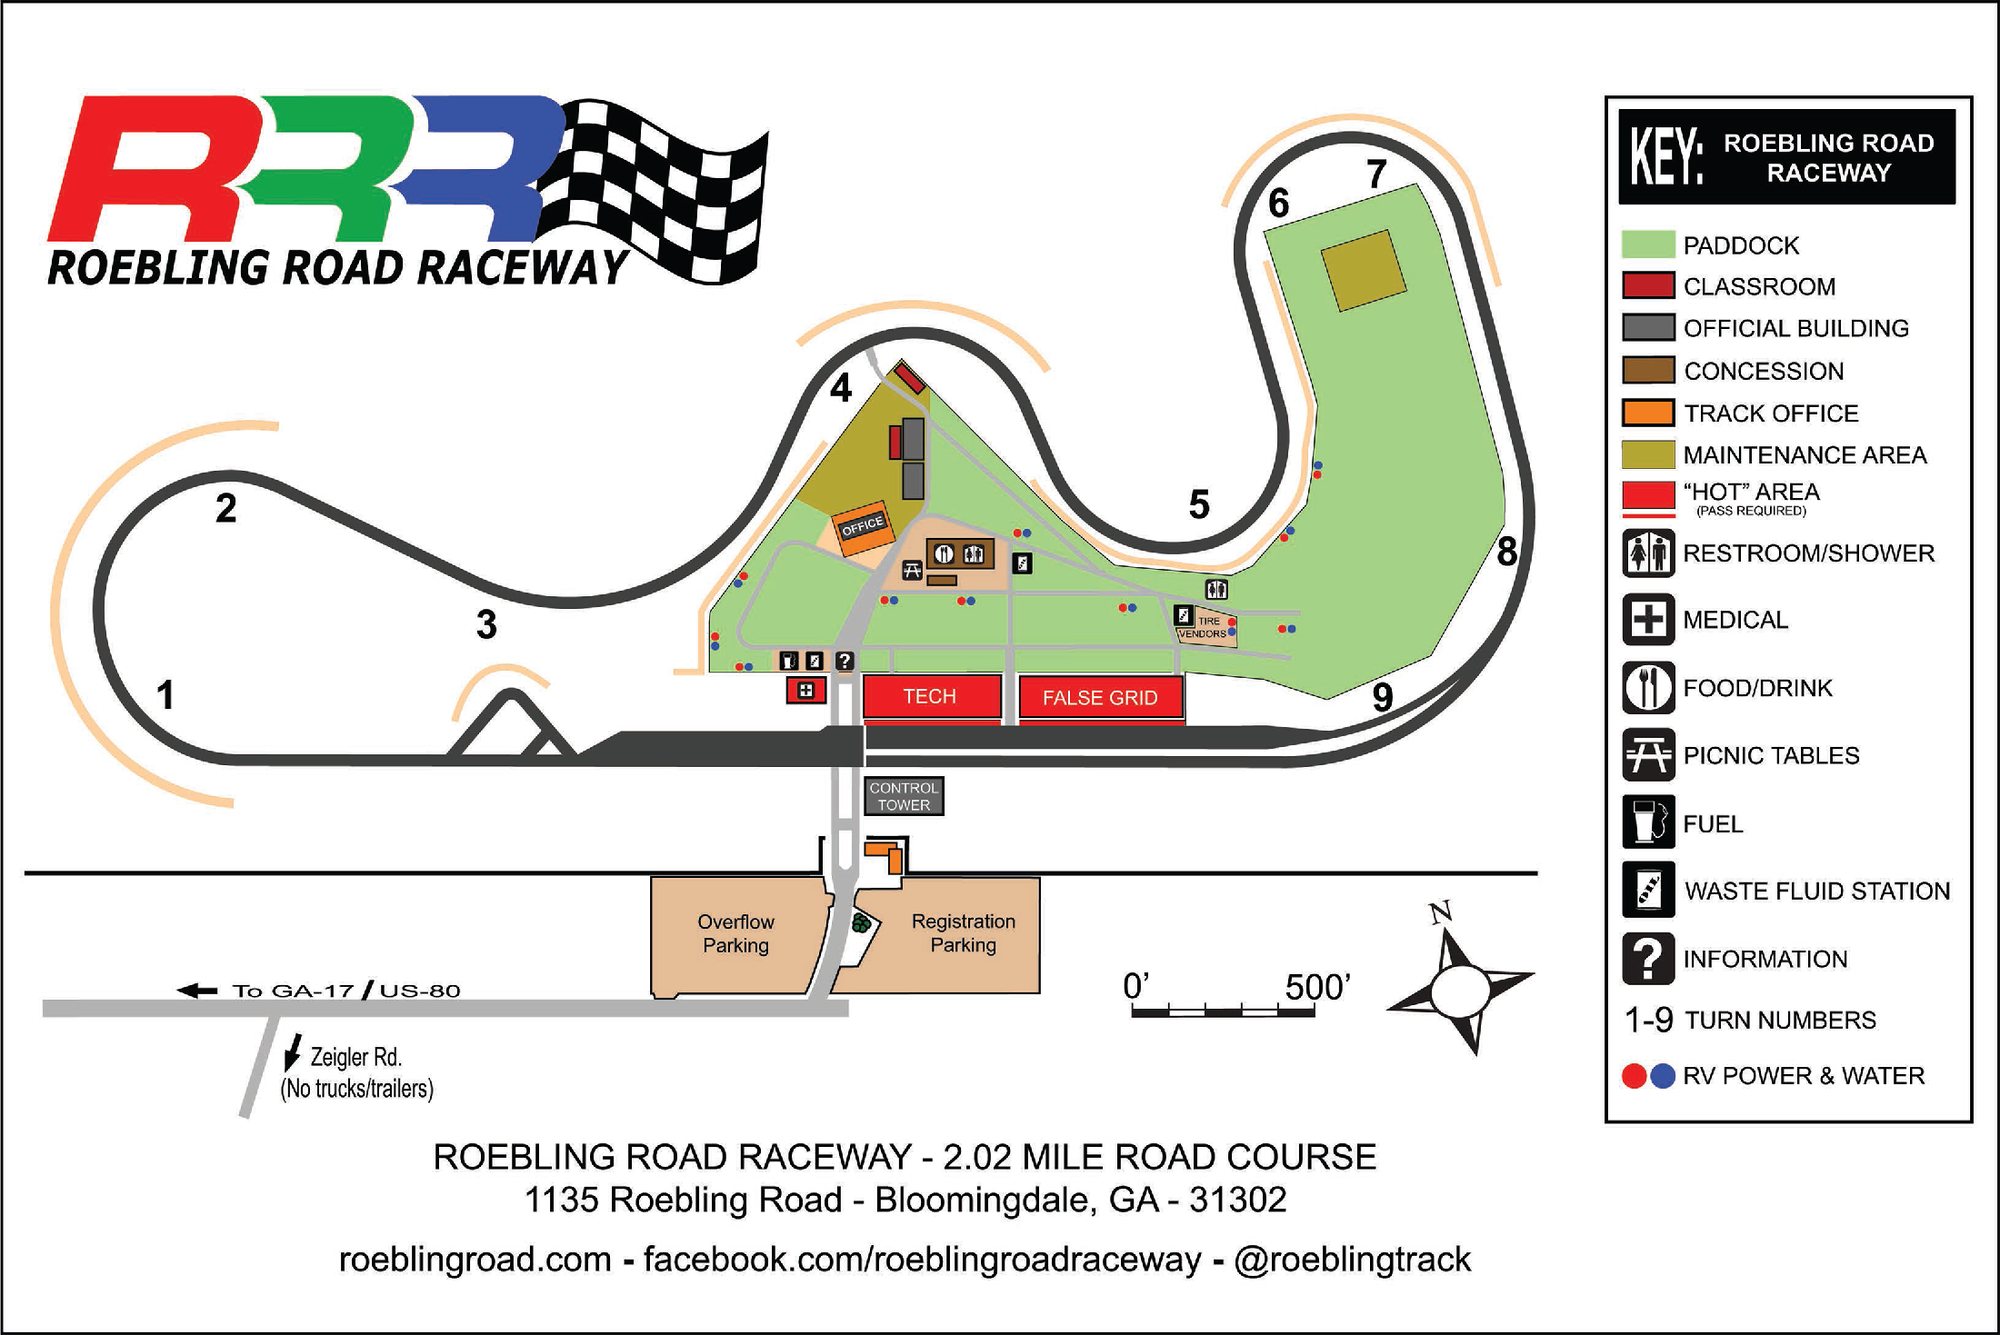 RRR
ROEBLING ROAD RACEWAY
KEY:
ROEBLING ROAD
RACEWAY
PADDOCK
CLASSROOM
OFFICIAL BUILDING
CONCESSION
TRACK OFFICE
MAINTENANCE AREA
“HOT” AREA
(PASS REQUIRED)
RESTROOM/SHOWER
MEDICAL
FOOD/DRINK
PICNIC TABLES
FUEL
WASTE FLUID STATION
? INFORMATION
1-9 TURN NUMBERS
RV POWER & WATER
7
6
4
5
2
OFFICE
8
3
TIRE
VENDORS
?
1
TECH
FALSE GRID
9
CONTROL
TOWER
Overflow
Parking
Registration
Parking
N
To GA-17 / US-80
0’
500’
Zeigler Rd.
(No trucks/trailers)
ROEBLING ROAD RACEWAY - 2.02 MILE ROAD COURSE
1135 Roebling Road - Bloomingdale, GA - 31302
roeblingroad.com - facebook.com/roeblingroadraceway - @roeblingtrack